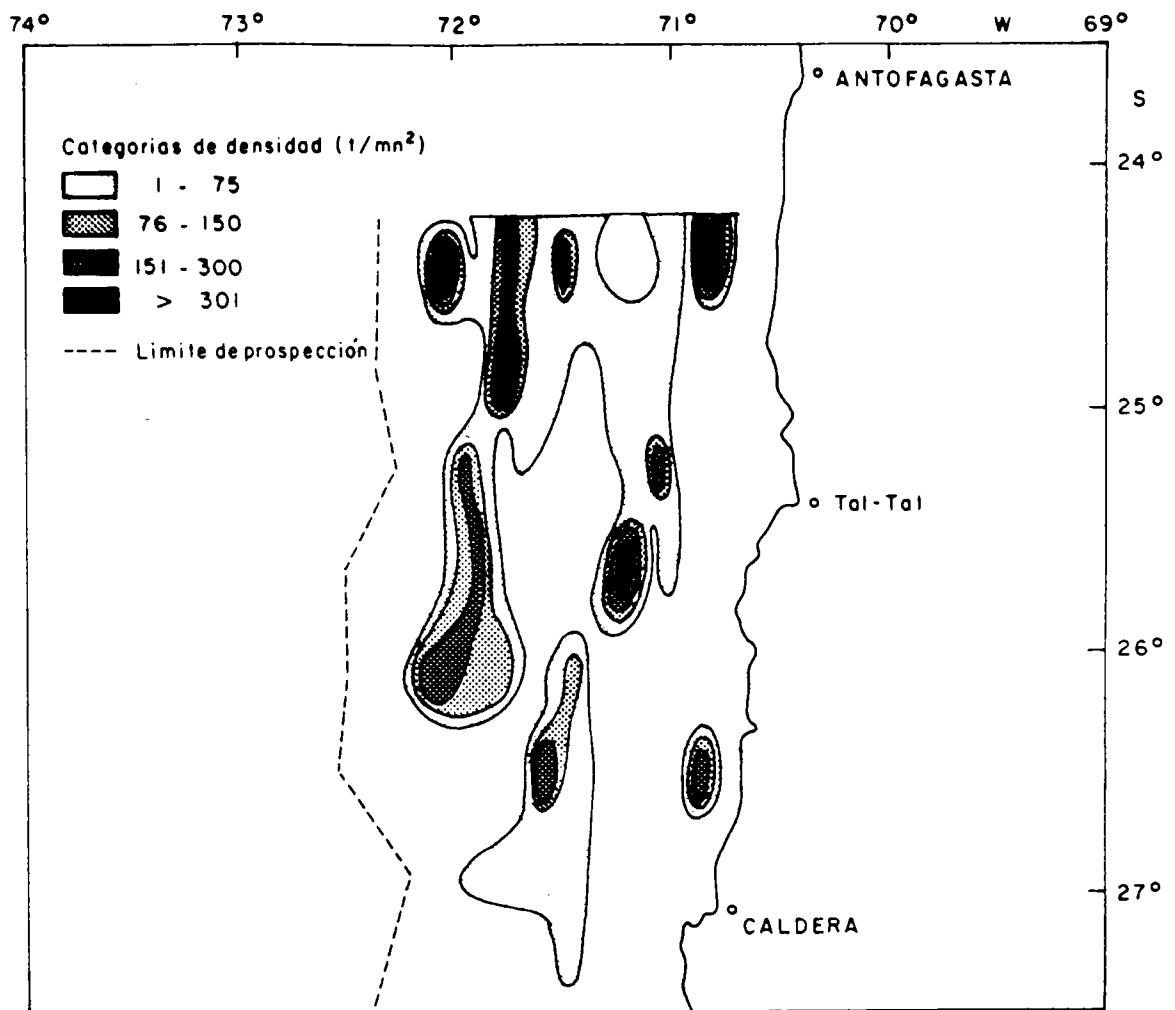 74° 73° 72° 71° 70° W 69°
ANTOFAGASTA
S
Categorias de densidad (t/mn²)
24°
1 - 75
76 - 150
151 - 300
> 301
Limite de prospección
25°
Tal-Tal
26°
27°
CALDERA